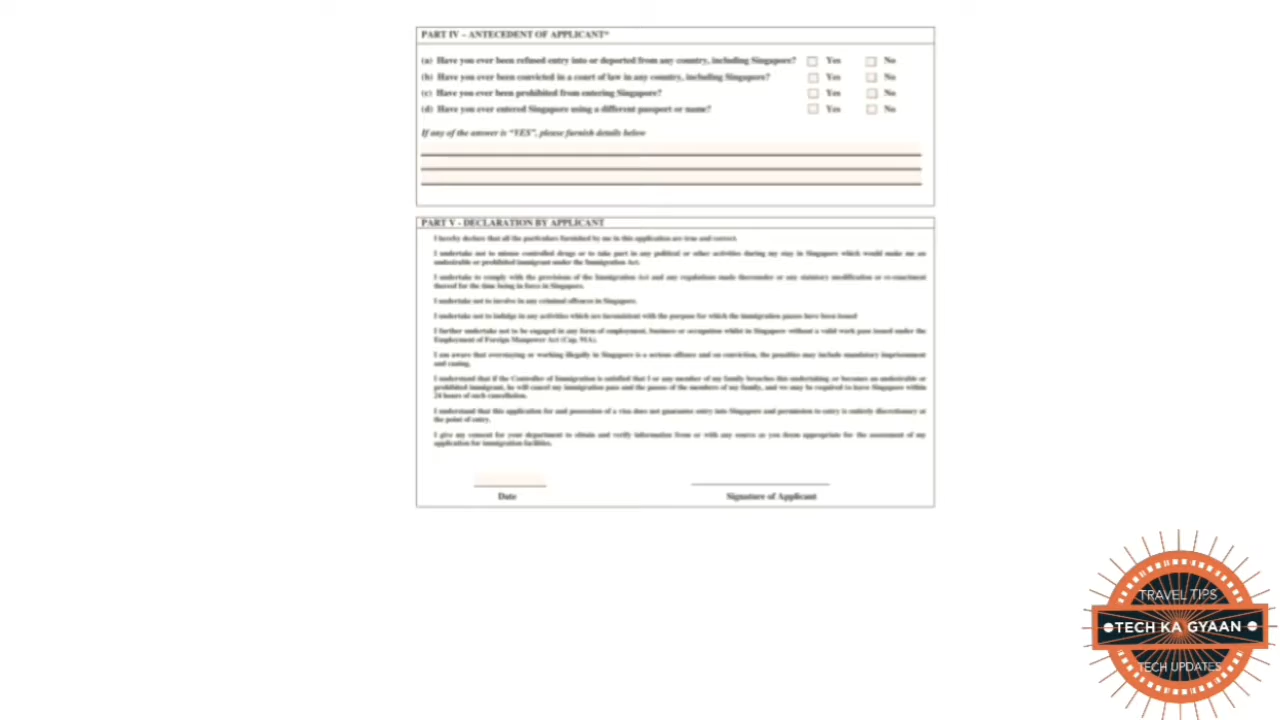 PART IV – ANTECEDENT OF APPLICANT*
(a) Have you ever been refused entry into or deported from any country, including Singapore? Yes No
(b) Have you ever been convicted in a court of law in any country, including Singapore? Yes No
(c) Have you ever been prohibited from entering Singapore? Yes No
(d) Have you ever entered Singapore using a different passport or name? Yes No
If any of the answer is “YES”, please furnish details below
PART V - DECLARATION BY APPLICANT
I hereby declare that all the particulars furnished by me in this application are true and correct.
I undertake not to misuse controlled drugs or to take part in any political or other activities during my stay in Singapore which would make me an
undesirable or prohibited immigrant under the Immigration Act.
I undertake to comply with the provisions of the Immigration Act and any regulations made thereunder or any statutory modification or re-enactment
thereof for the time being in force in Singapore.
I undertake not to involve in any criminal offences in Singapore.
I undertake not to indulge in any activities which are inconsistent with the purpose for which the immigration passes have been issued
I further undertake not to be engaged in any form of employment, business or occupation whilst in Singapore without a valid work pass issued under the
Employment of Foreign Manpower Act (Cap. 91A).
I am aware that overstaying or working illegally in Singapore is a serious offence and on conviction, the penalties may include mandatory imprisonment
and caning.
I understand that if the Controller of Immigration is satisfied that I or any member of my family breaches this undertaking or becomes an undesirable or
prohibited immigrant, he will cancel my immigration pass and the passes of the members of my family, and we may be required to leave Singapore within
24 hours of such cancellation.
I understand that this application for and possession of a visa does not guarantee entry into Singapore and permission to entry is entirely discretionary at
the point of entry.
I give my consent for your department to obtain and verify information from or with any source as you deem appropriate for the assessment of my
application for immigration facilities.
Date Signature of Applicant
TRAVEL TIPS
TECH KA GYAAN
TECH UPDATES